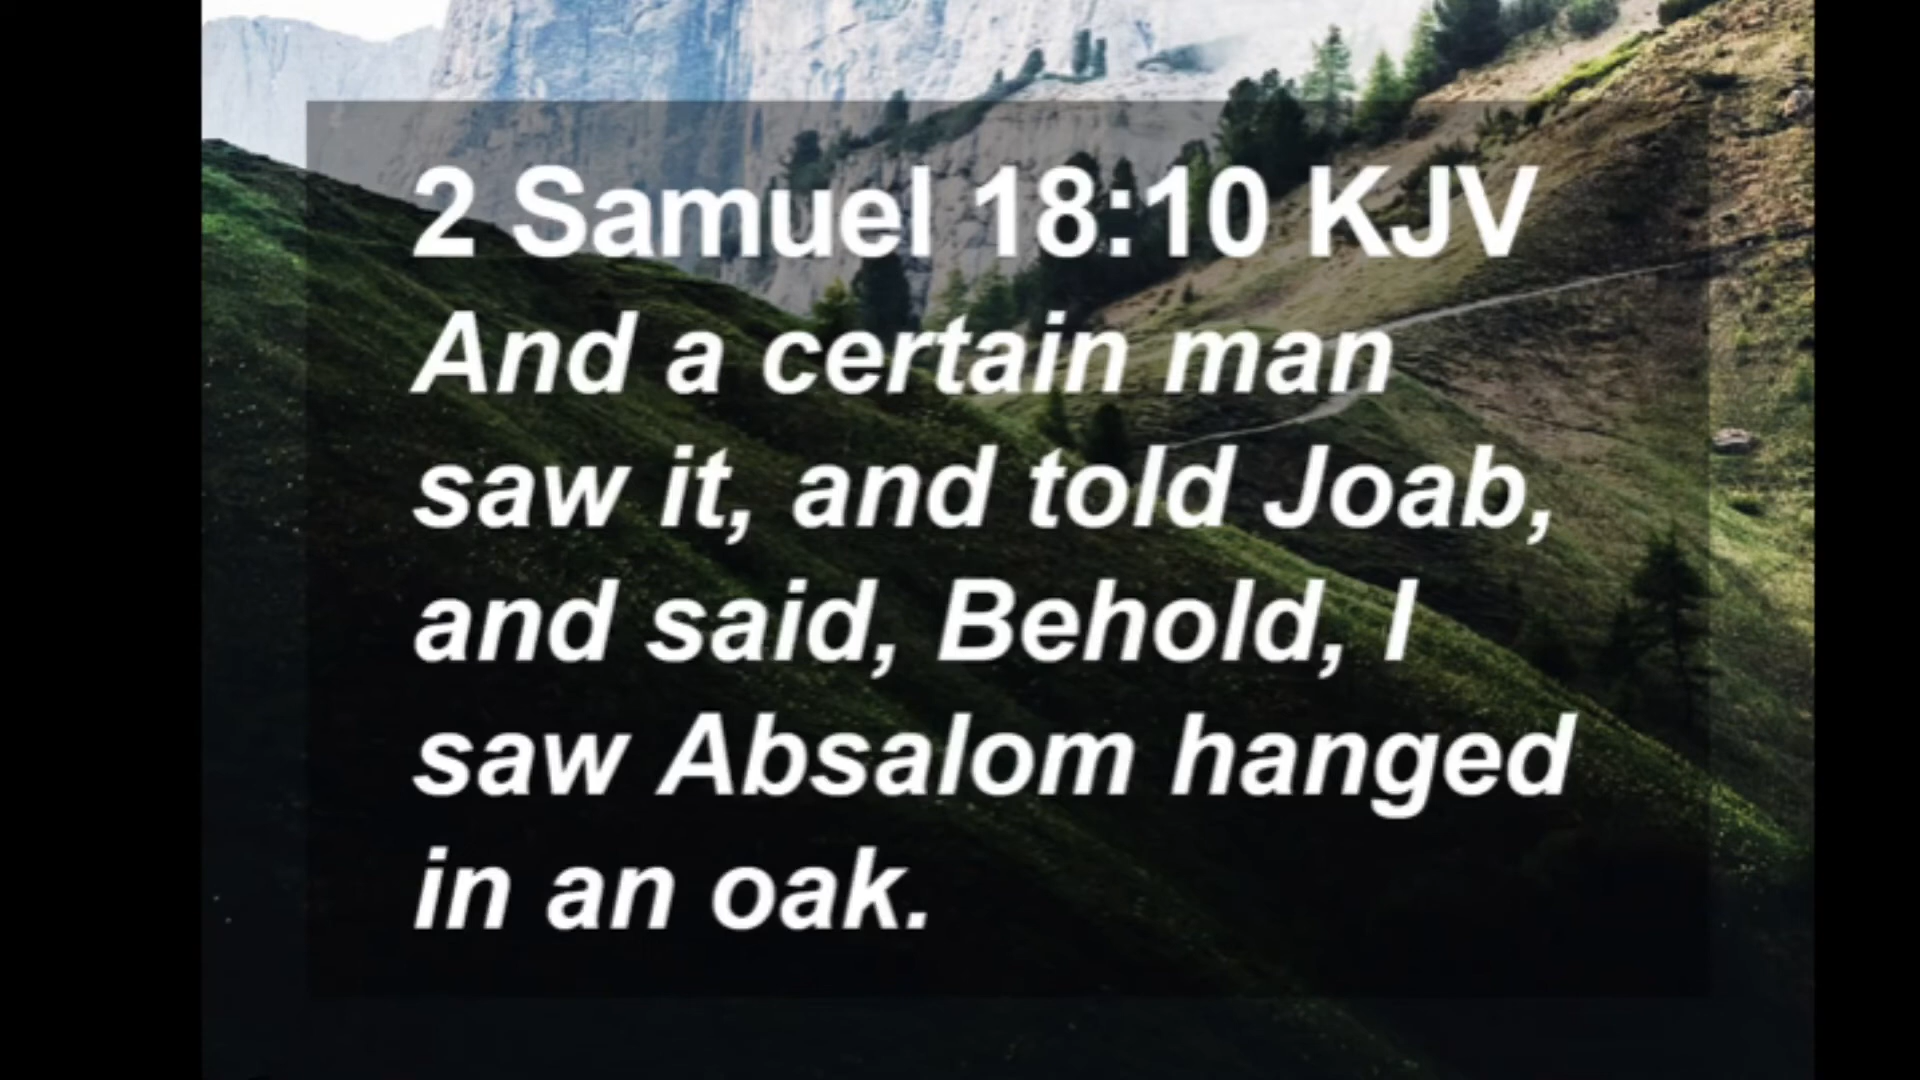 2 Samuel 18:10 KJV
And a certain man
saw it, and told Joab,
and said, Behold, I
saw Absalom hanged
in an oak.